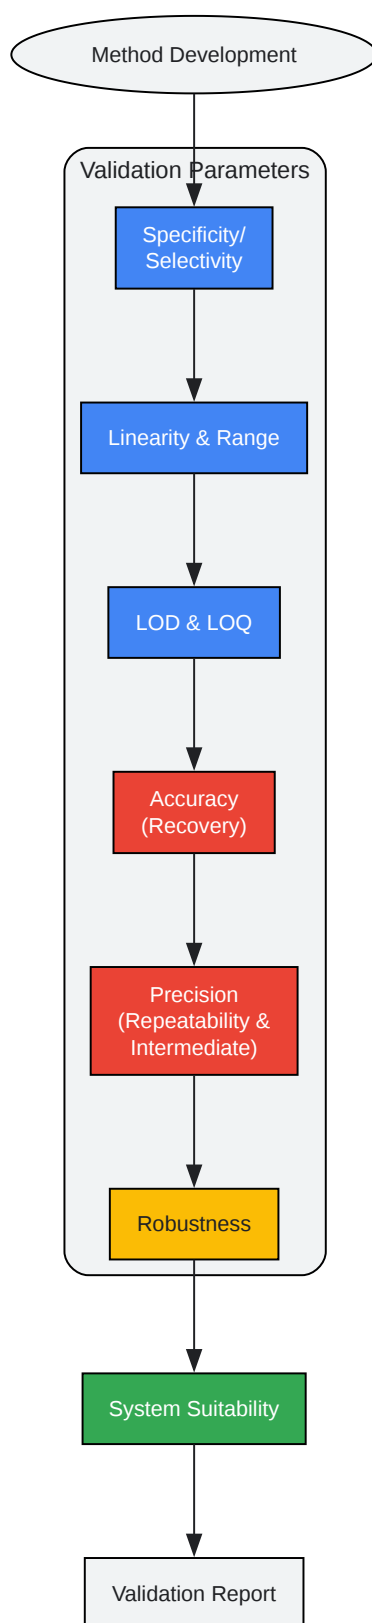 Method Development
Validation Parameters
Specificity/
Selectivity
Linearity & Range
LOD & LOQ
Accuracy
(Recovery)
Precision
(Repeatability &
Intermediate)
Robustness
System Suitability
Validation Report